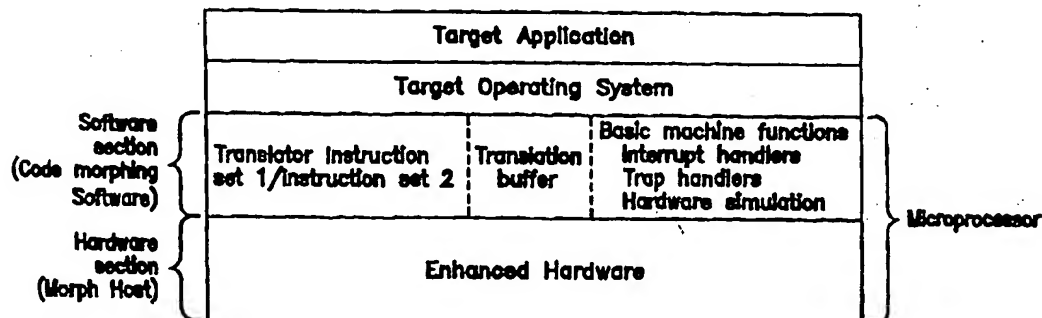 Target Application
Target Operating System
Software
section
(Code morphing
Software)
Translator Instruction
set 1/Instruction set 2
Translation
buffer
Basic machine functions
Interrupt handlers
Trap handlers
Hardware simulation
Microprocessor
Hardware
section
(Morph Host)
Enhanced Hardware